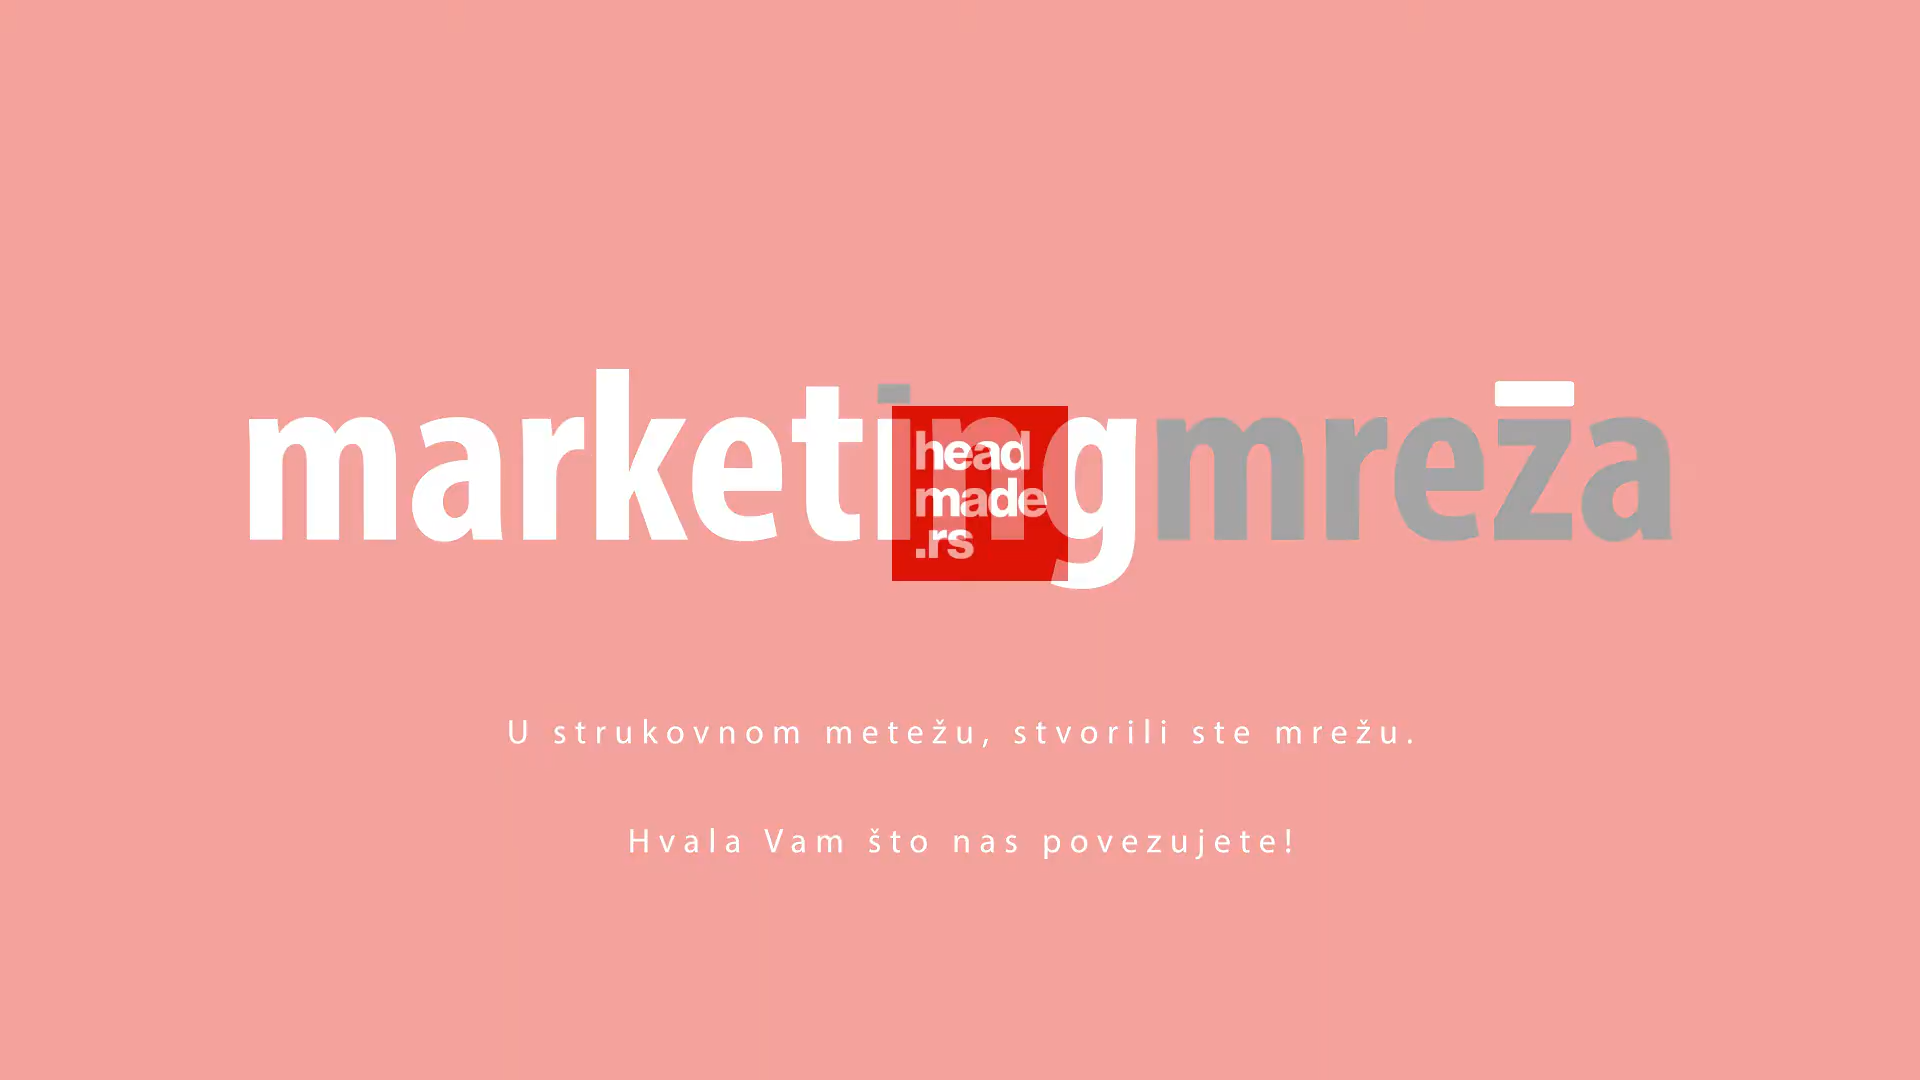 marketingmreža
head
made
.rs
U strukovnom metežu, stvorili ste mrežu.
Hvala Vam što nas povezujete!